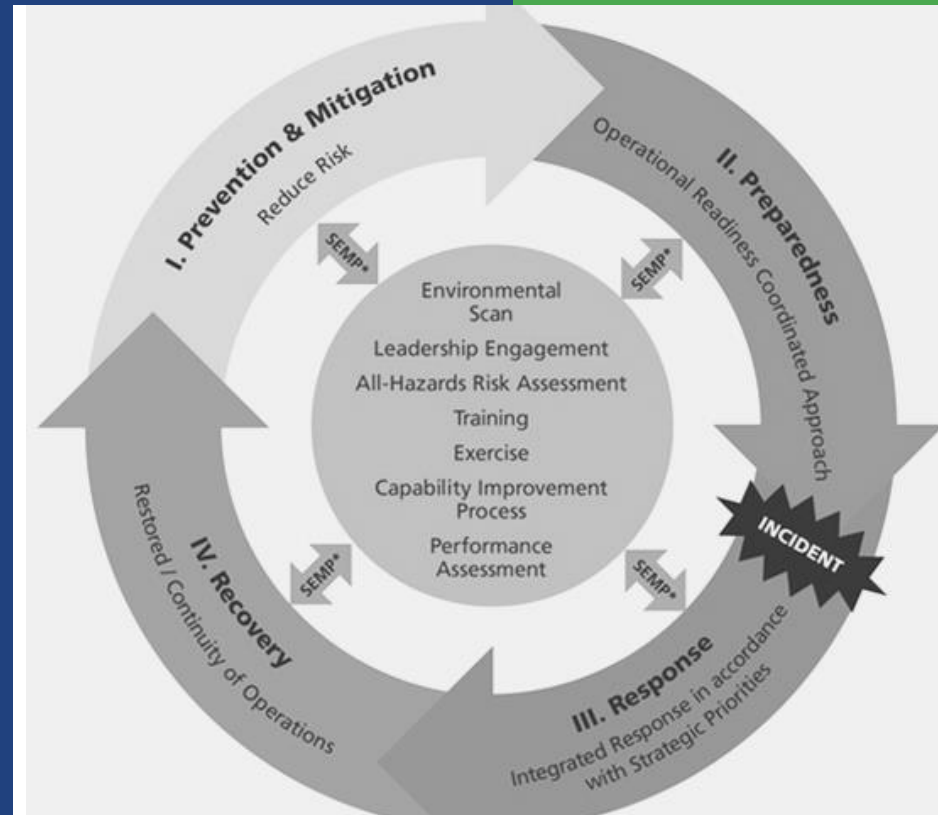 I. Prevention & Mitigation
Reduce Risk
II. Preparedness
Operational Readiness Coordinated Approach
SEMP*
SEMP*
Environmental
Scan
Leadership Engagement
All-Hazards Risk Assessment
Training
Exercise
Capability Improvement
Process
Performance
Assessment
INCIDENT
SEMP*
SEMP*
III. Response
Integrated Response in accordance
with Strategic Priorities
IV. Recovery
Restored / Continuity of Operations